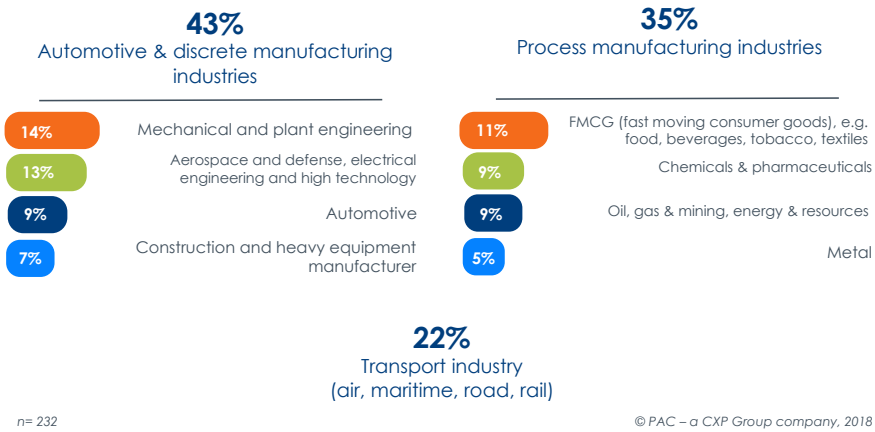 43%
Automotive & discrete manufacturing
industries
14%
Mechanical and plant engineering
13%
Aerospace and defense, electrical
engineering and high technology
9%
Automotive
7%
Construction and heavy equipment
manufacturer
35%
Process manufacturing industries
11%
FMCG (fast moving consumer goods), e.g.
food, beverages, tobacco, textiles
9%
Chemicals & pharmaceuticals
9%
Oil, gas & mining, energy & resources
5%
Metal
22%
Transport industry
(air, maritime, road, rail)
n= 232
© PAC – a CXP Group company, 2018